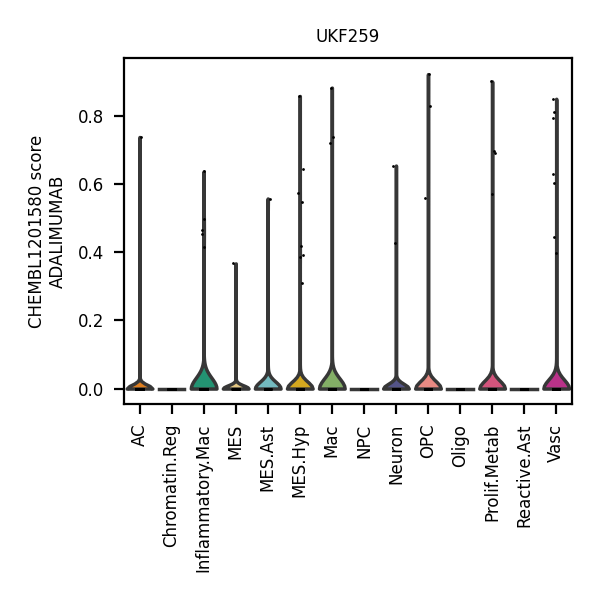 UKF259
CHEMBL1201580 score
ADALIMUMAB
0.8
0.6
0.4
0.2
0.0
AC
Chromatin.Reg
Inflammatory.Mac
MES
MES.Ast
MES.Hyp
Mac
NPC
Neuron
OPC
Oligo
Prolif.Metab
Reactive.Ast
Vasc